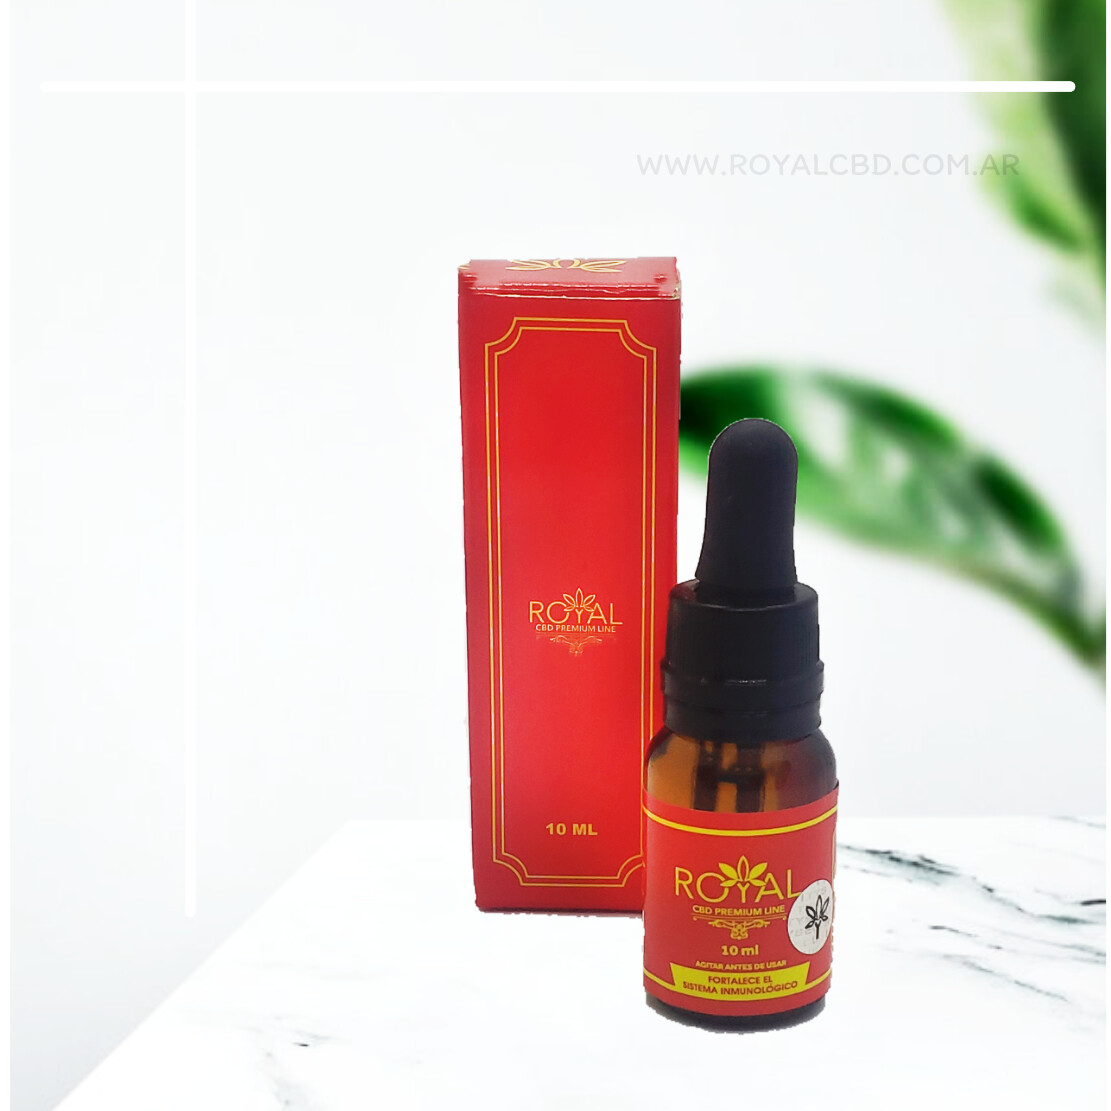 WWW.ROYALCBD.COM.AR
ROYAL
CBD PREMIUM LINE
10 ML
ROYAL
CBD PREMIUM LINE
10 ml
AGITAR ANTES DE USAR
FORTALECE EL
SISTEMA INMUNOLÓGICO